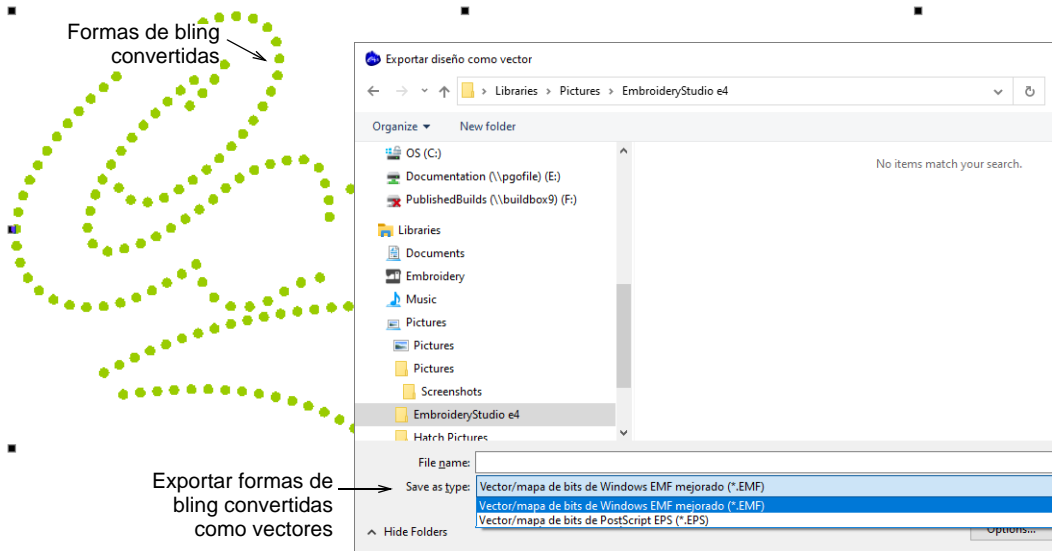 Formas de bling
convertidas
Exportar diseño como vector
Libraries > Pictures > EmbroideryStudio e4
Organize
New folder
OS (C:)
No items match your search.
Documentation (\\pgofile) (E:)
PublishedBuilds (\\buildbox9) (F:)
Libraries
Documents
Embroidery
Music
Pictures
Pictures
Pictures
Screenshots
EmbroideryStudio e4
Hatch Pictures
File name:
Exportar formas de
bling convertidas
como vectores
Save as type: Vector/mapa de bits de Windows EMF mejorado (*.EMF)
Vector/mapa de bits de Windows EMF mejorado (*.EMF)
Vector/mapa de bits de PostScript EPS (*.EPS)
Hide Folders
Options...